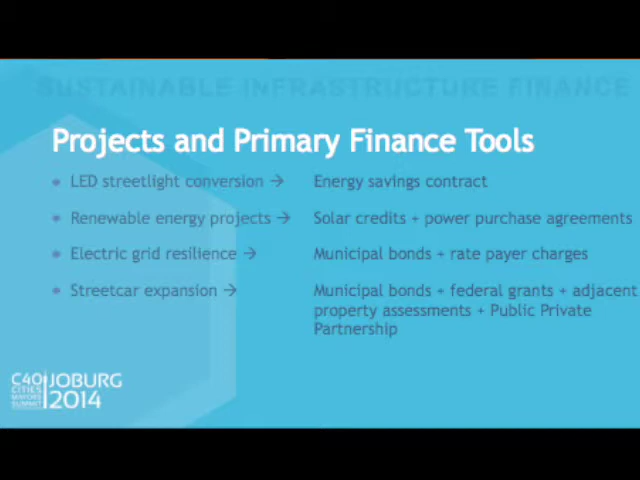 SUSTAINABLE INFRASTRUCTURE FINANCE
Projects and Primary Finance Tools
• LED streetlight conversion → Energy savings contract
• Renewable energy projects → Solar credits + power purchase agreements
• Electric grid resilience → Municipal bonds + rate payer charges
• Streetcar expansion → Municipal bonds + federal grants + adjacent
property assessments + Public Private
Partnership
C40 CITIES MAYORS SUMMIT
JOBURG
2014